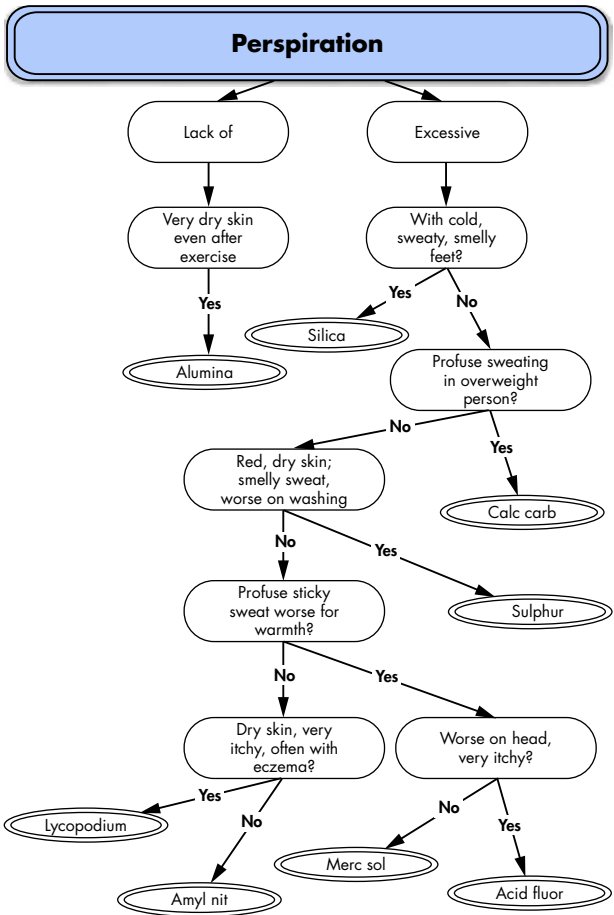 Perspiration
Lack of
Excessive
Very dry skin
even after
exercise
With cold,
sweaty, smelly
feet?
Yes
Yes
No
Silica
Alumina
Profuse sweating
in overweight
person?
No
Yes
Red, dry skin;
smelly sweat,
worse on washing
Calc carb
No
Yes
Profuse sticky
sweat worse for
warmth?
Sulphur
No
Yes
Dry skin, very
itchy, often with
eczema?
Worse on head,
very itchy?
Yes
No
No
Yes
Lycopodium
Merc sol
Amyl nit
Acid fluor